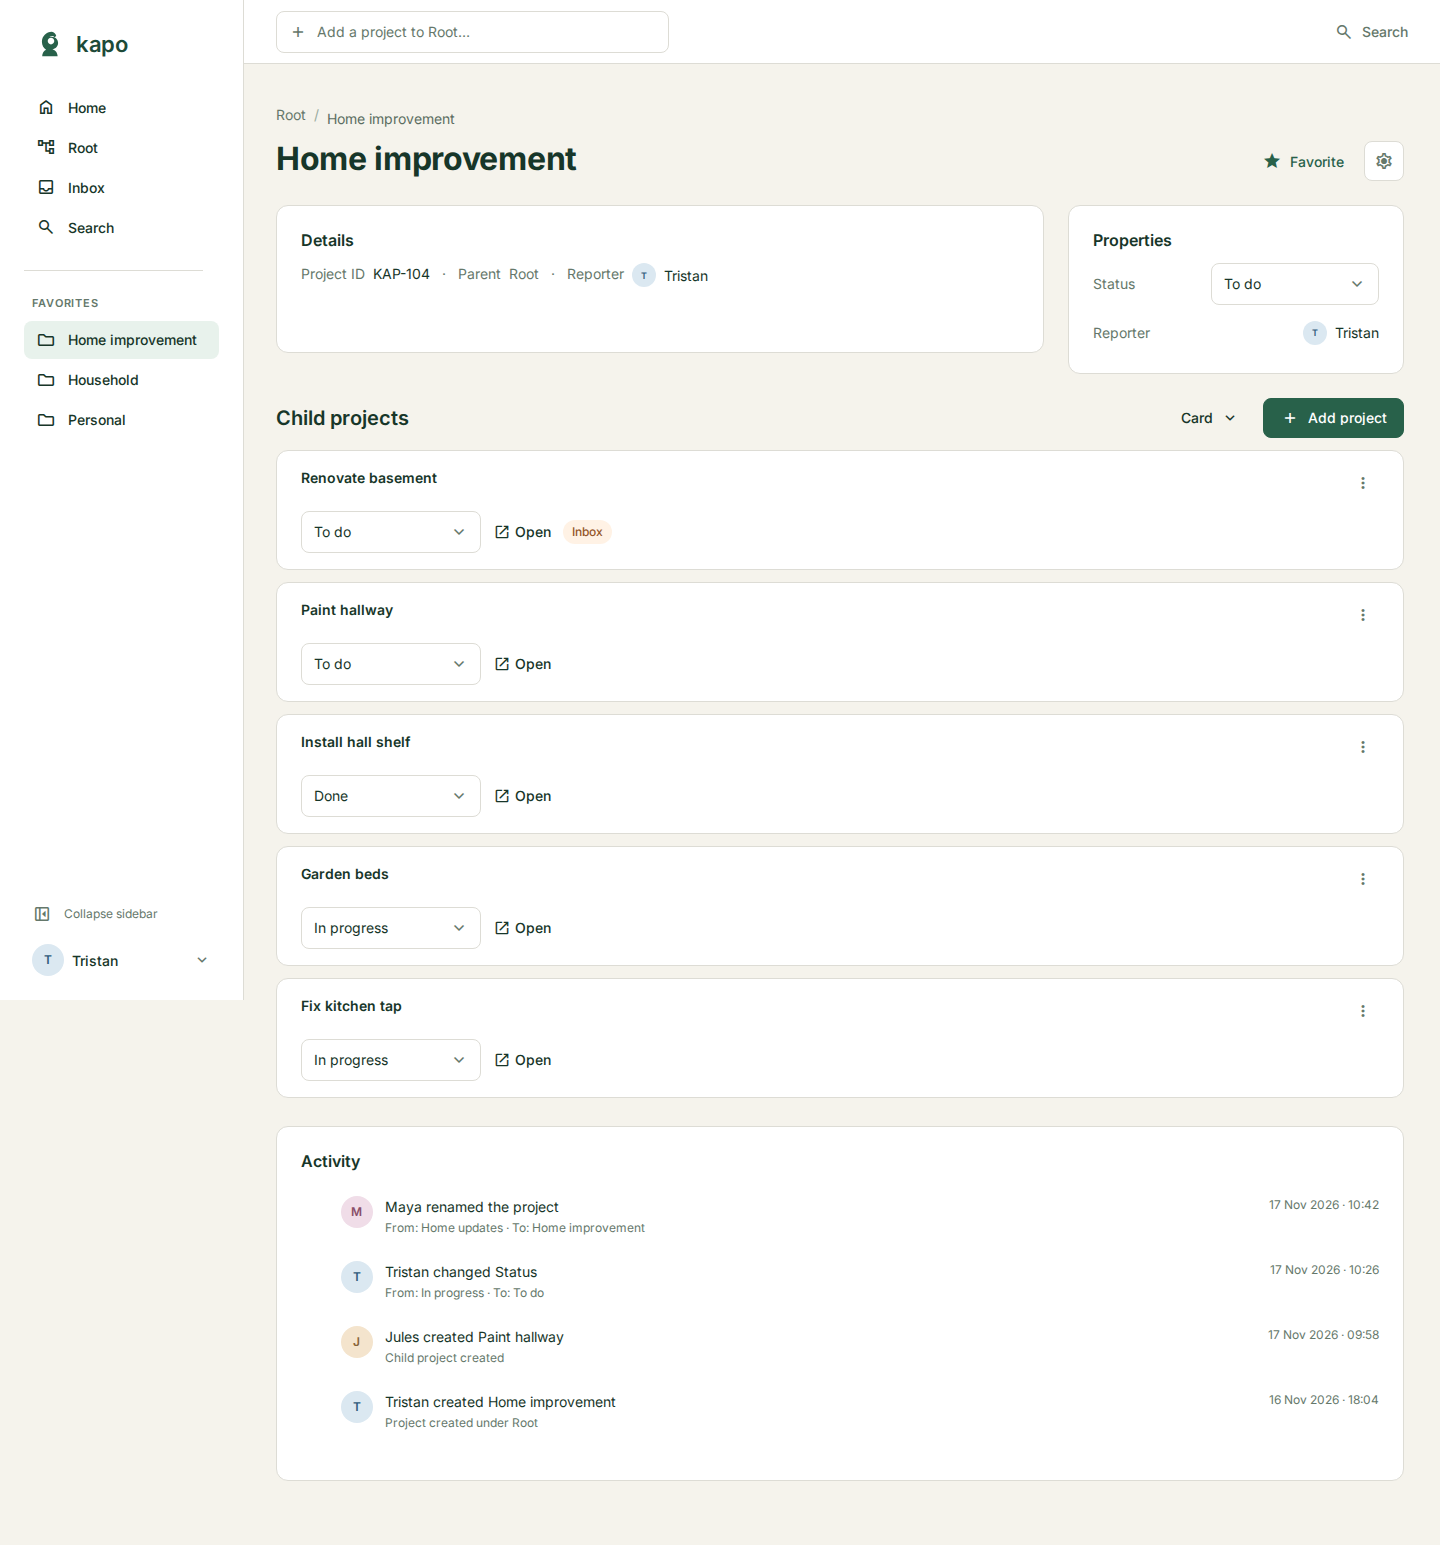 kapo
Add a project to Root...
Search
Home
Root
Inbox
Search
FAVORITES
Home improvement
Household
Personal
Collapse sidebar
T Tristan
Root / Home improvement
Home improvement
Favorite
Details
Project ID KAP-104 · Parent Root · Reporter T Tristan
Properties
Status To do
Reporter T Tristan
Child projects
Card
Add project
Renovate basement
To do Open Inbox
Paint hallway
To do Open
Install hall shelf
Done Open
Garden beds
In progress Open
Fix kitchen tap
In progress Open
Activity
M Maya renamed the project 17 Nov 2026 · 10:42
From: Home updates · To: Home improvement
T Tristan changed Status 17 Nov 2026 · 10:26
From: In progress · To: To do
J Jules created Paint hallway 17 Nov 2026 · 09:58
Child project created
T Tristan created Home improvement 16 Nov 2026 · 18:04
Project created under Root